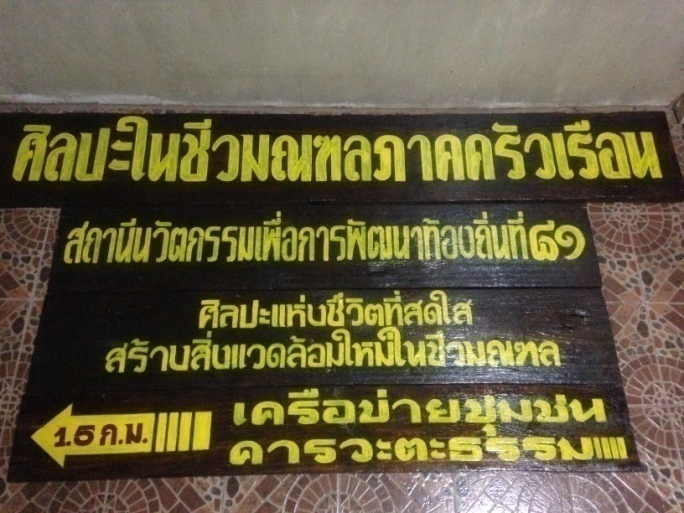 ศิลปะในชีวมณฑลภาคครัวเรือน
สถานีนวัตกรรมเพื่อการพัฒนาท้องถิ่นที่๘๑
ศิลปะแห่งชีวิตที่สดใส
สร้างสิ่งแวดล้อมใหม่ในชีวมณฑล
1.5 ก.ม.
เครือข่ายชุมชน
คารวะตะธรรม